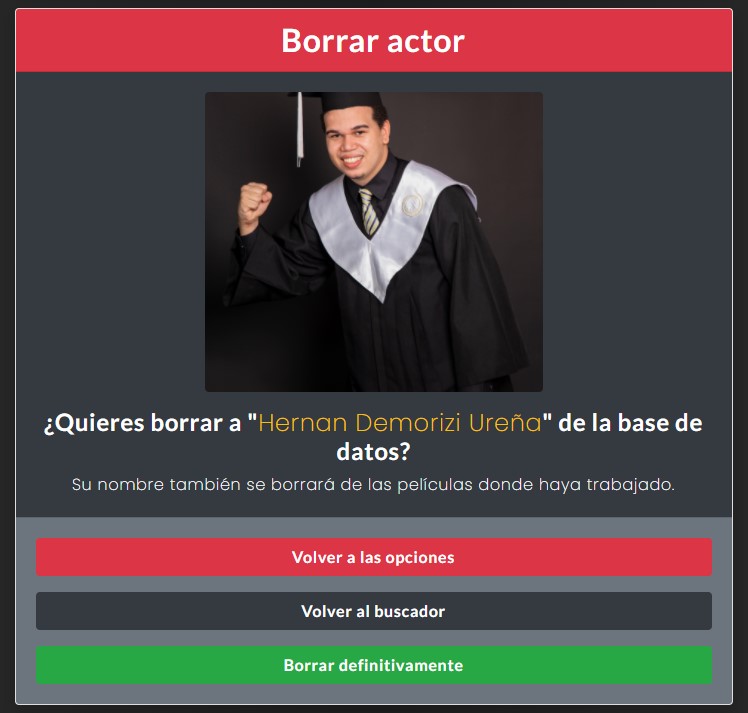 Borrar actor
¿Quieres borrar a "Hernan Demorizi Ureña" de la base de
datos?
Su nombre también se borrará de las películas donde haya trabajado.
Volver a las opciones
Volver al buscador
Borrar definitivamente